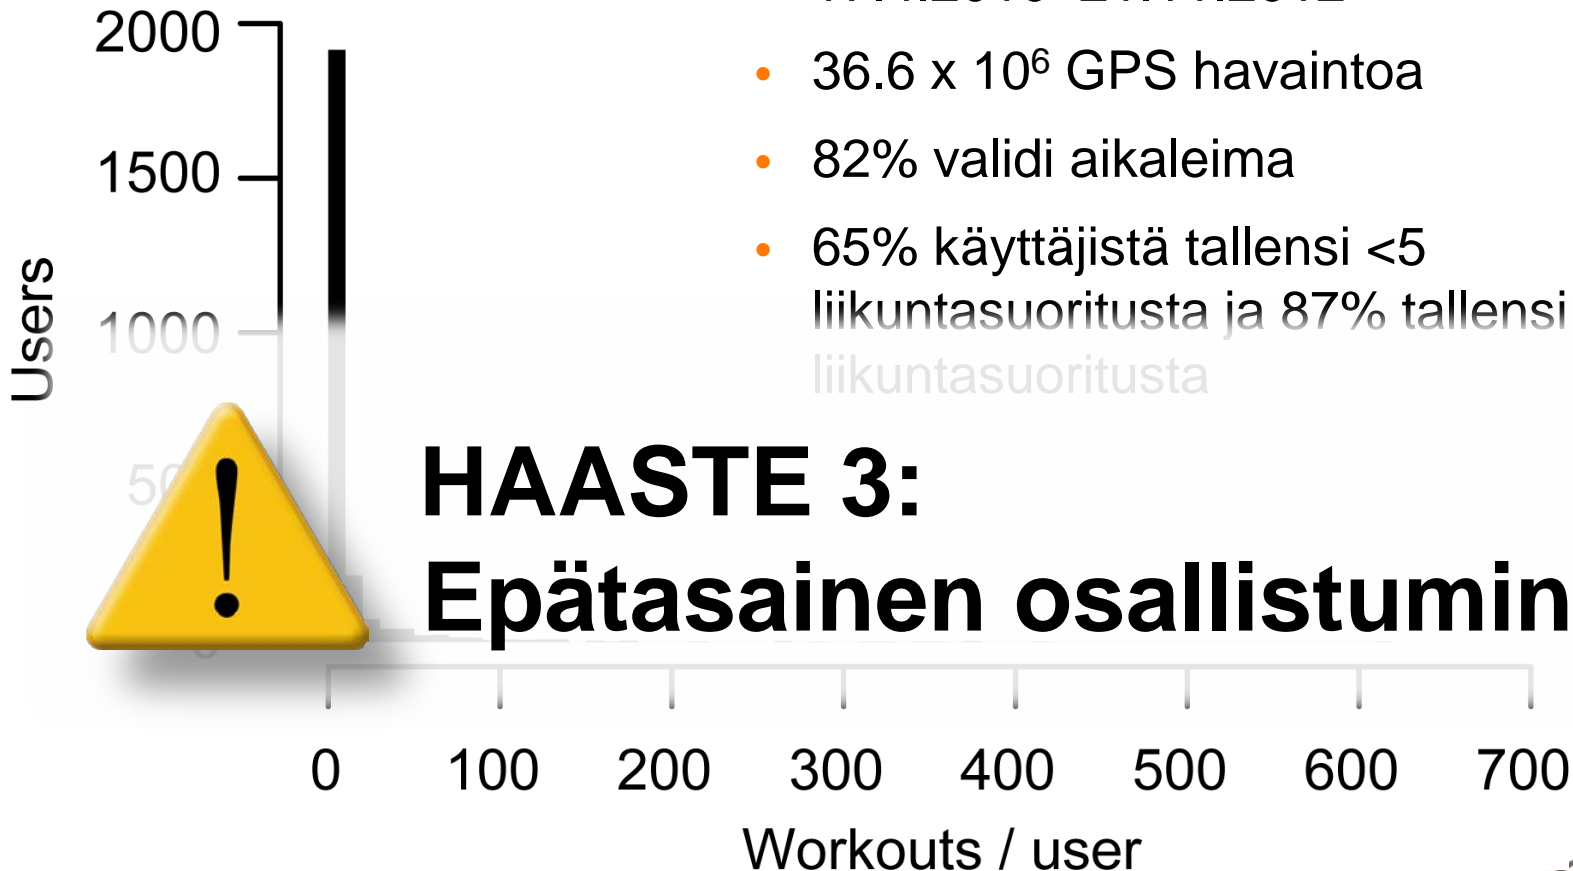 2000
1500
1000
Users
• 36.6 x 10⁶ GPS havaintoa
• 82% validi aikaleima
• 65% käyttäjistä tallensi <5
liikuntasuoritusta ja 87% tallensi
liikuntasuoritusta
HAASTE 3:
Epätasainen osallistumin
0 100 200 300 400 500 600 700
Workouts / user